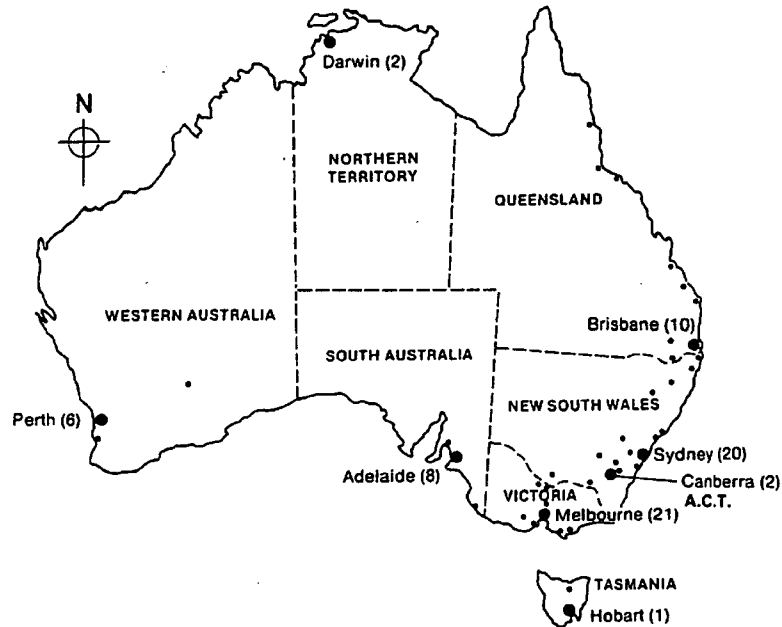 Darwin (2)
N
NORTHERN
TERRITORY
QUEENSLAND
WESTERN AUSTRALIA
Brisbane (10)
SOUTH AUSTRALIA
NEW SOUTH WALES
Perth (6)
Sydney (20)
Adelaide (8)
Canberra (2)
A.C.T.
VICTORIA
Melbourne (21)
TASMANIA
Hobart (1)